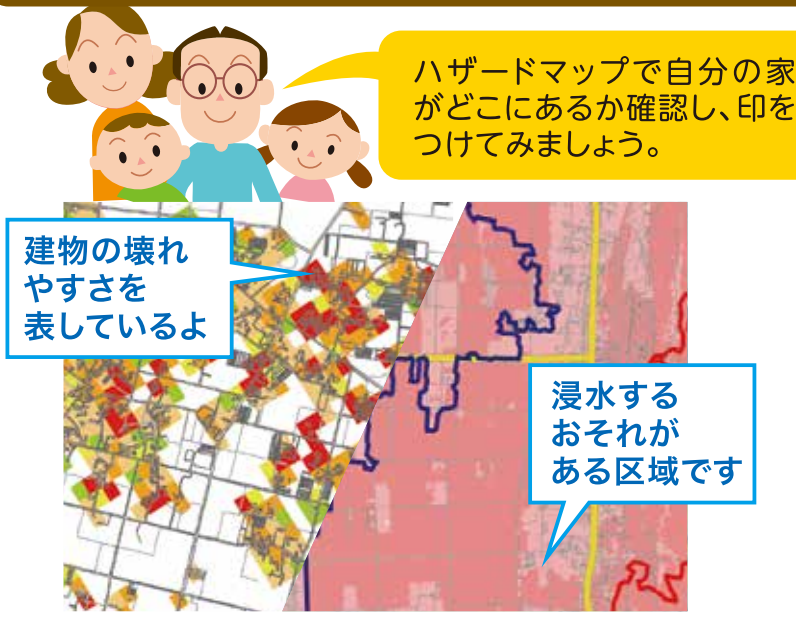 ハザードマップで自分の家
がどこにあるか確認し、印を
つけてみましょう。
建物の壊れ
やすさを
表しているよ
浸水する
おそれが
ある区域です